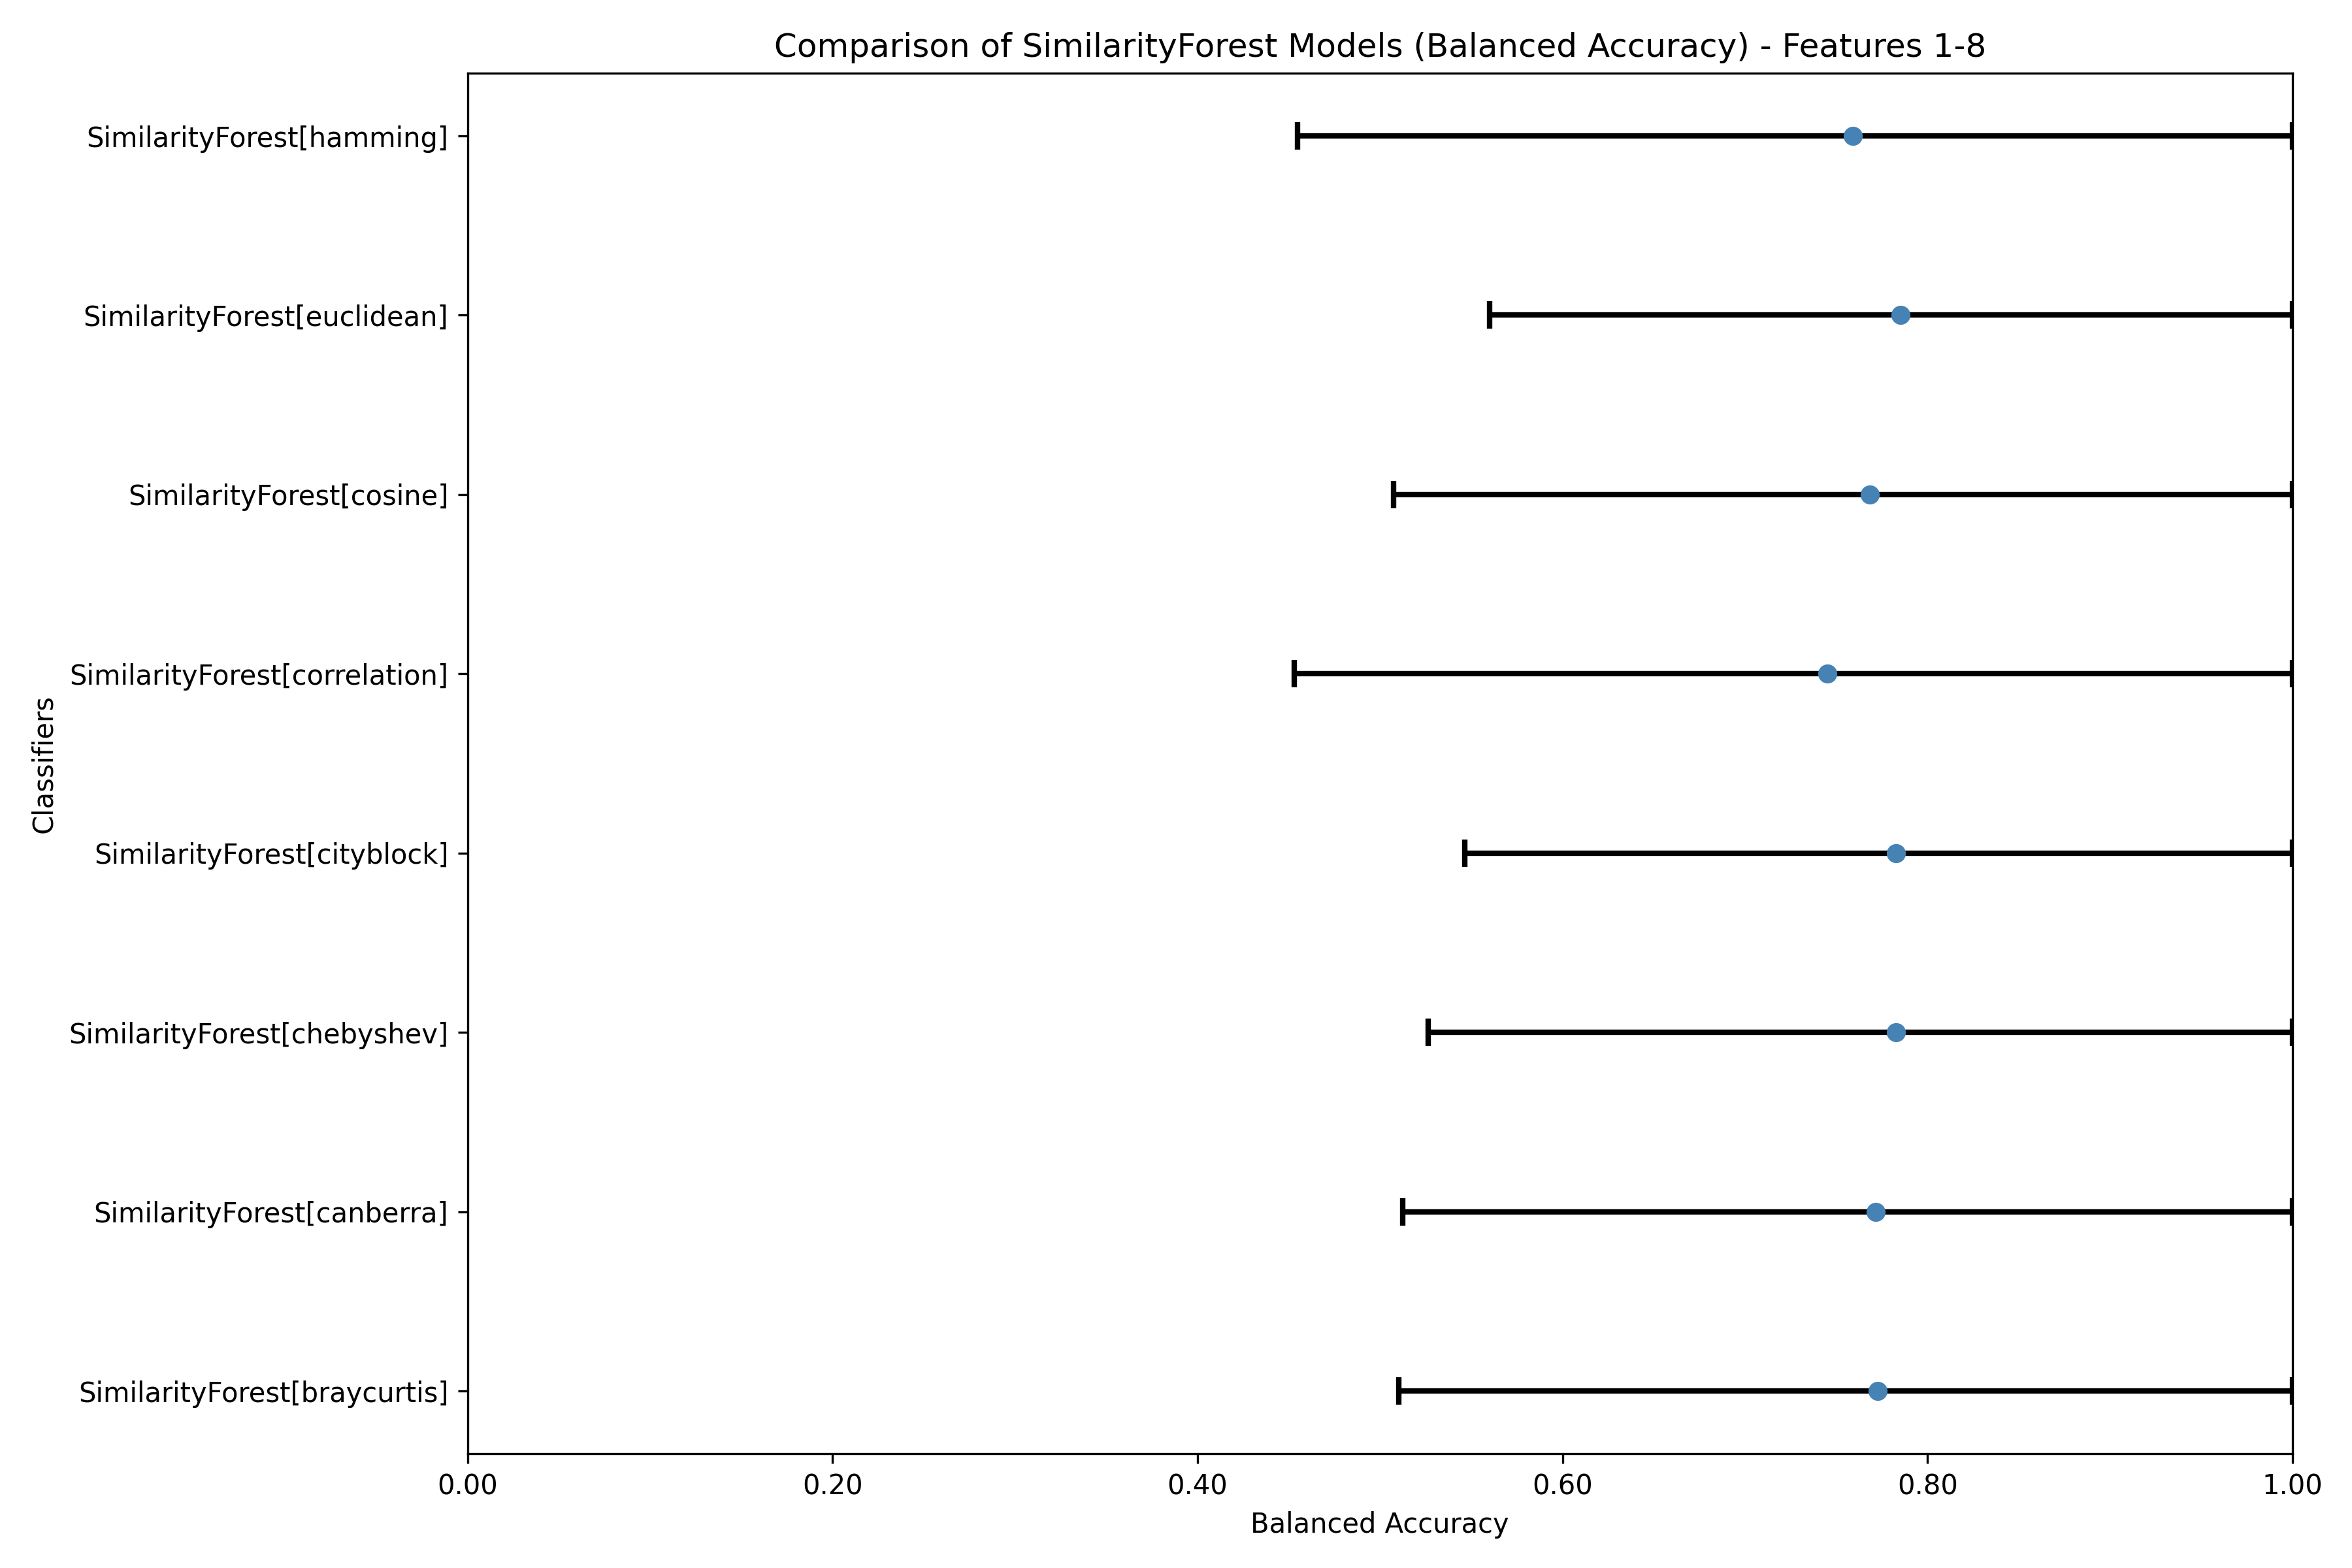 Comparison of SimilarityForest Models (Balanced Accuracy) - Features 1-8
SimilarityForest[hamming]
SimilarityForest[euclidean]
SimilarityForest[cosine]
SimilarityForest[correlation]
SimilarityForest[cityblock]
SimilarityForest[chebyshev]
SimilarityForest[canberra]
SimilarityForest[braycurtis]
Classifiers
0.00 0.20 0.40 0.60 0.80 1.00
Balanced Accuracy